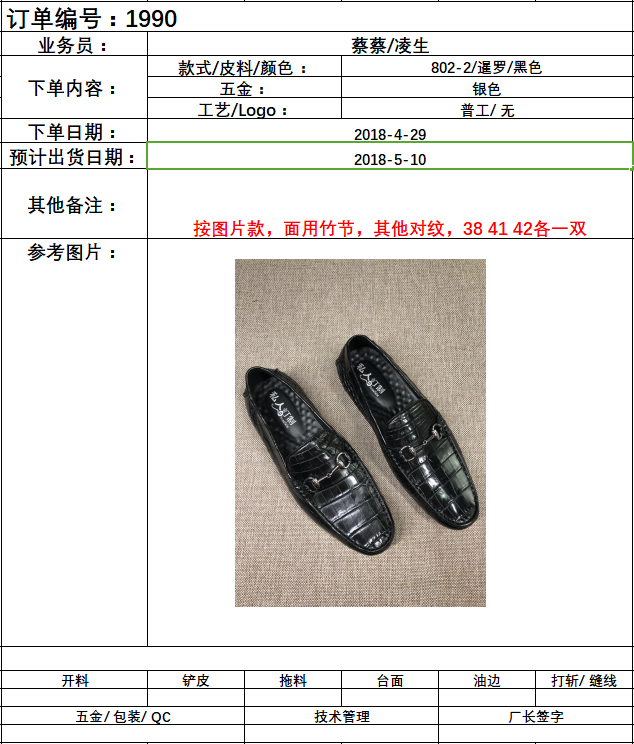 订单编号：1990
业务员： 蔡蔡/凌生
下单内容： 款式/皮料/颜色： 802-2/暹罗/黑色
五金： 银色
工艺/Logo： 普工/ 无
下单日期： 2018-4-29
预计出货日期： 2018-5-10
其他备注： 按图片款，面用竹节，其他对纹，38 41 42各一双
参考图片：
私人订制
私人订制
开料 铲皮 拖料 台面 油边 打斩/ 缝线
五金/ 包装/ QC 技术管理 厂长签字